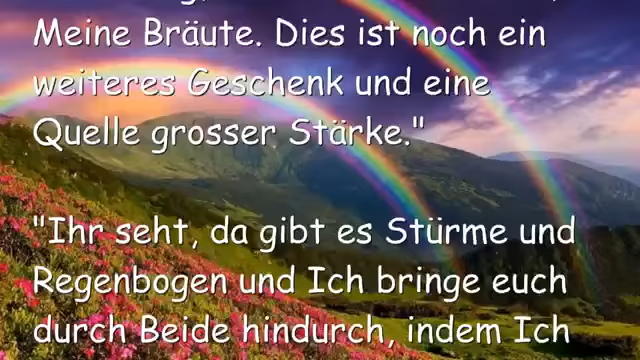 Meine Bräute. Dies ist noch ein
weiteres Geschenk und eine
Quelle grosser Stärke."
"Ihr seht, da gibt es Stürme und
Regenbogen und Ich bringe euch
durch Beide hindurch, indem Ich